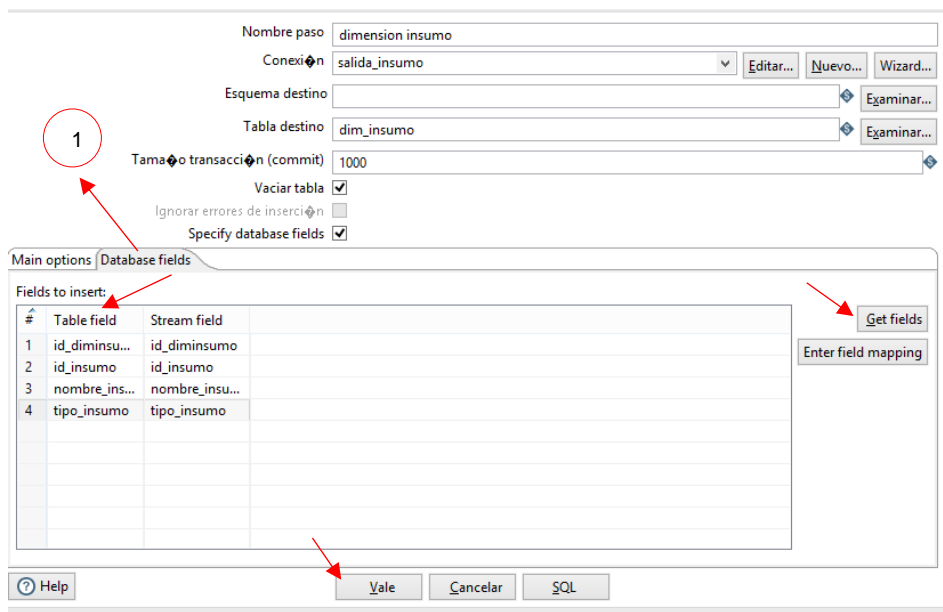 Nombre paso dimension insumo
Conexi�n salida_insumo Editar... Nuevo... Wizard...
Esquema destino Examinar...
Tabla destino dim_insumo Examinar...
1
Tama�o transacci�n (commit) 1000
Vaciar tabla
Ignorar errores de inserci�n
Specify database fields
Main options Database fields
Fields to insert:
# Table field Stream field Get fields
1 id_diminsu... id_diminsumo Enter field mapping
2 id_insumo id_insumo
3 nombre_ins... nombre_insu...
4 tipo_insumo tipo_insumo
Help Vale Cancelar SQL